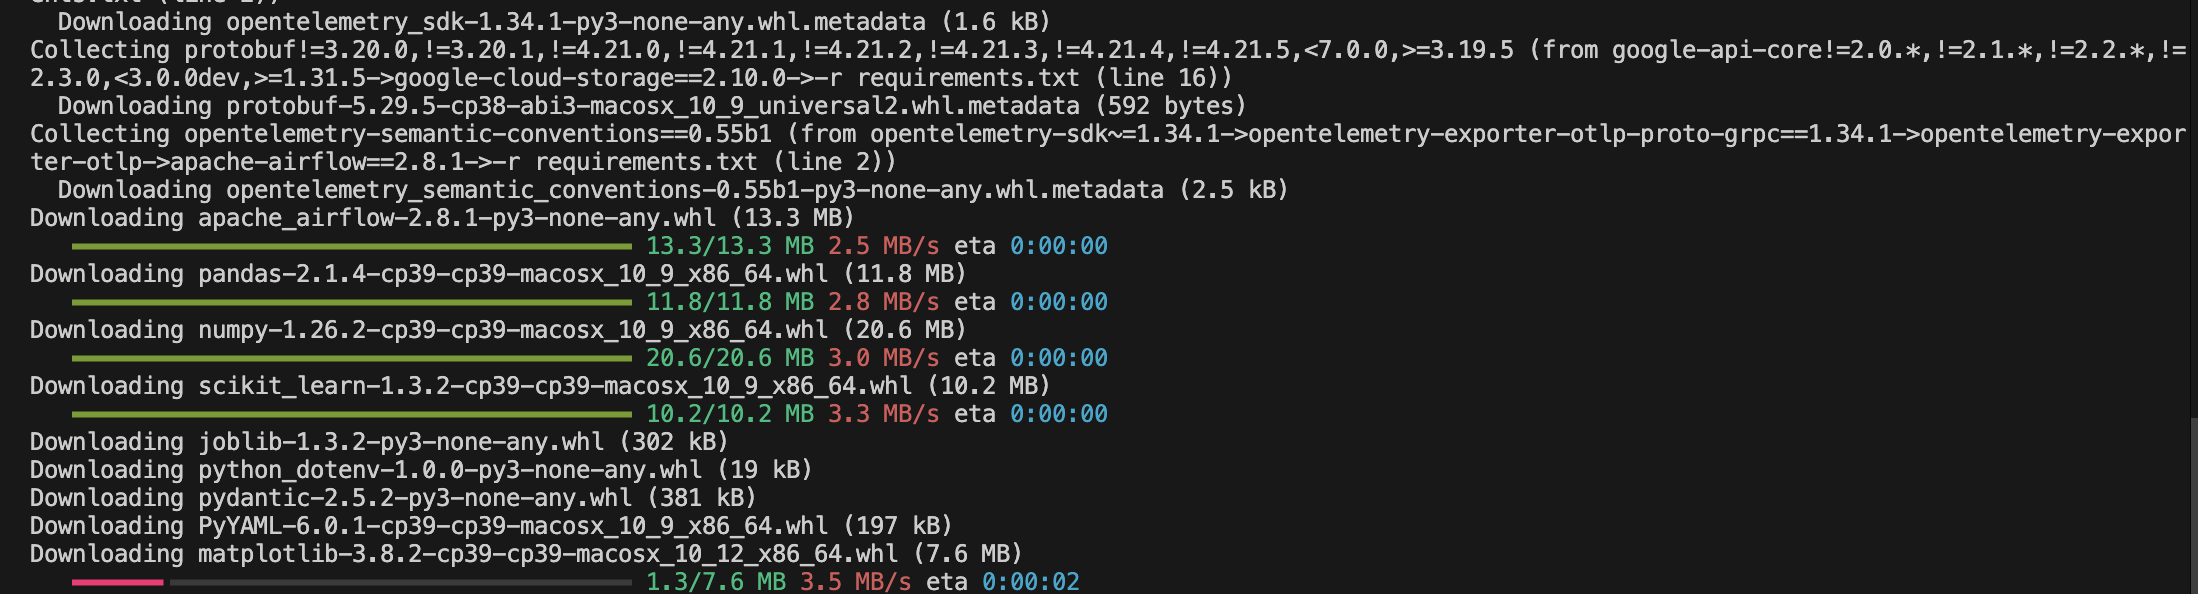 ents.txt (line 2))
Downloading opentelemetry_sdk-1.34.1-py3-none-any.whl.metadata (1.6 kB)
Collecting protobuf!=3.20.0,!=3.20.1,!=4.21.0,!=4.21.1,!=4.21.2,!=4.21.3,!=4.21.4,!=4.21.5,<7.0.0,>=3.19.5 (from google-api-core!=2.0.*,!=2.1.*,!=2.2.*,!=
2.3.0,<3.0.0dev,>=1.31.5->google-cloud-storage==2.10.0->-r requirements.txt (line 16))
Downloading protobuf-5.29.5-cp38-abi3-macosx_10_9_universal2.whl.metadata (592 bytes)
Collecting opentelemetry-semantic-conventions==0.55b1 (from opentelemetry-sdk~=1.34.1->opentelemetry-exporter-otlp-proto-grpc==1.34.1->opentelemetry-expor
ter-otlp->apache-airflow==2.8.1->-r requirements.txt (line 2))
Downloading opentelemetry_semantic_conventions-0.55b1-py3-none-any.whl.metadata (2.5 kB)
Downloading apache_airflow-2.8.1-py3-none-any.whl (13.3 MB)
13.3/13.3 MB 2.5 MB/s eta 0:00:00
Downloading pandas-2.1.4-cp39-cp39-macosx_10_9_x86_64.whl (11.8 MB)
11.8/11.8 MB 2.8 MB/s eta 0:00:00
Downloading numpy-1.26.2-cp39-cp39-macosx_10_9_x86_64.whl (20.6 MB)
20.6/20.6 MB 3.0 MB/s eta 0:00:00
Downloading scikit_learn-1.3.2-cp39-cp39-macosx_10_9_x86_64.whl (10.2 MB)
10.2/10.2 MB 3.3 MB/s eta 0:00:00
Downloading joblib-1.3.2-py3-none-any.whl (302 kB)
Downloading python_dotenv-1.0.0-py3-none-any.whl (19 kB)
Downloading pydantic-2.5.2-py3-none-any.whl (381 kB)
Downloading PyYAML-6.0.1-cp39-cp39-macosx_10_9_x86_64.whl (197 kB)
Downloading matplotlib-3.8.2-cp39-cp39-macosx_10_12_x86_64.whl (7.6 MB)
1.3/7.6 MB 3.5 MB/s eta 0:00:02